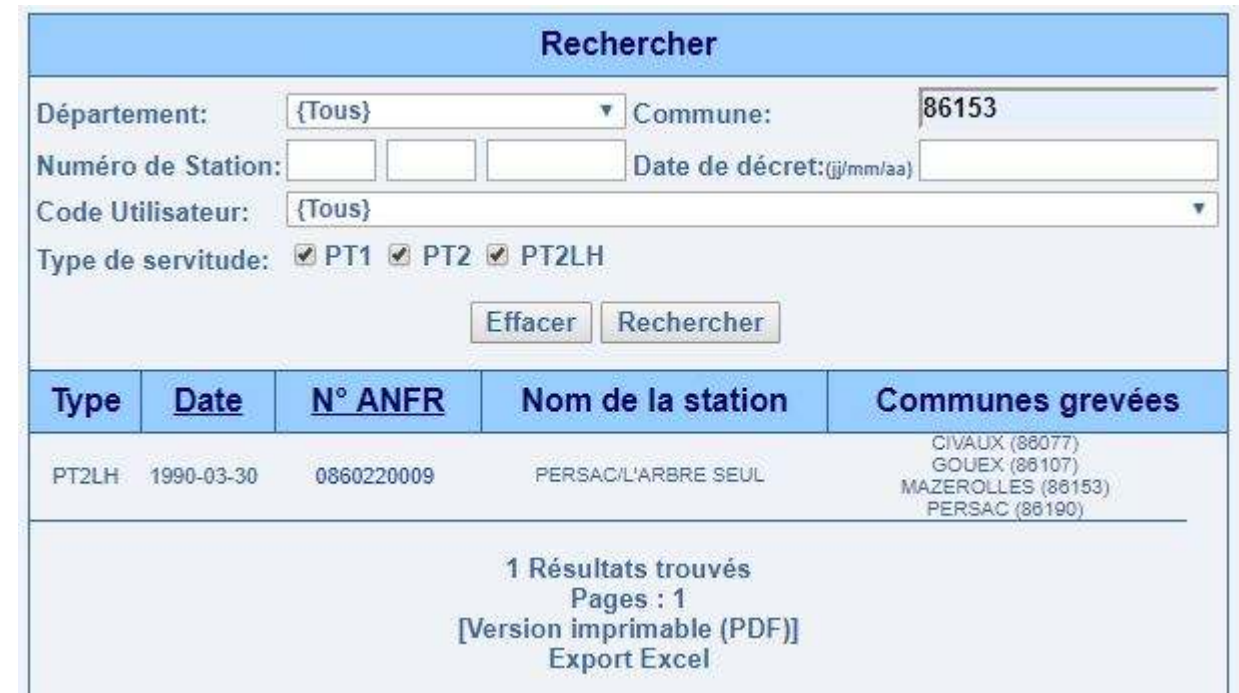 Rechercher
Département: {Tous} Commune: 86153
Numéro de Station: Date de décret:(jj/mm/aa)
Code Utilisateur: {Tous}
Type de servitude: PT1 PT2 PT2LH
Effacer Rechercher
Type Date N° ANFR Nom de la station Communes grevées
PT2LH 1990-03-30 0860220009 PERSAC/L'ARBRE SEUL CIVAUX (86077)
GOUEX (86107)
MAZEROLLES (86153)
PERSAC (86190)
1 Résultats trouvés
Pages : 1
[Version imprimable (PDF)]
Export Excel